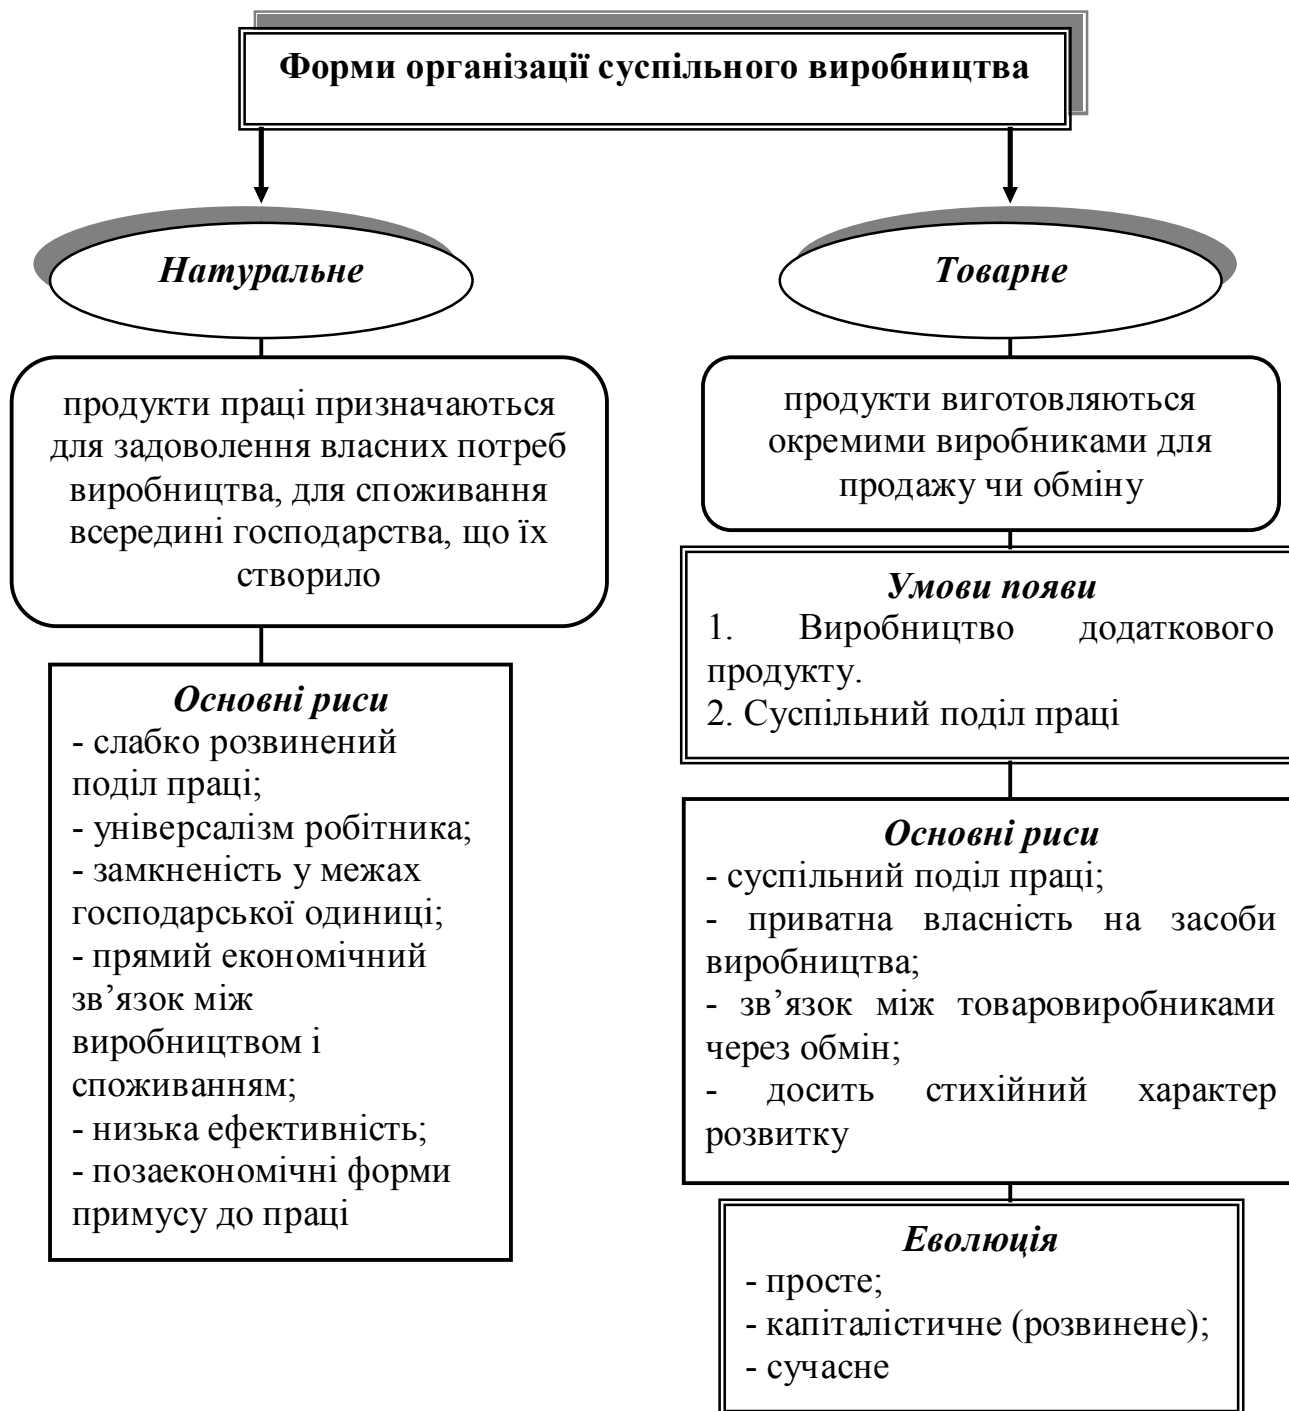 Форми організації суспільного виробництва
Натуральне
продукти праці призначаються
для задоволення власних потреб
виробництва, для споживання
всередині господарства, що їх
створило
Основні риси
- слабко розвинений
поділ праці;
- універсалізм робітника;
- замкненість у межах
господарської одиниці;
- прямий економічний
зв’язок між
виробництвом і
споживанням;
- низька ефективність;
- позаекономічні форми
примусу до праці
Товарне
продукти виготовляються
окремими виробниками для
продажу чи обміну
Умови появи
1. Виробництво додаткового
продукту.
2. Суспільний поділ праці
Основні риси
- суспільний поділ праці;
- приватна власність на засоби
виробництва;
- зв’язок між товаровиробниками
через обмін;
- досить стихійний характер
розвитку
Еволюція
- просте;
- капіталістичне (розвинене);
- сучасне